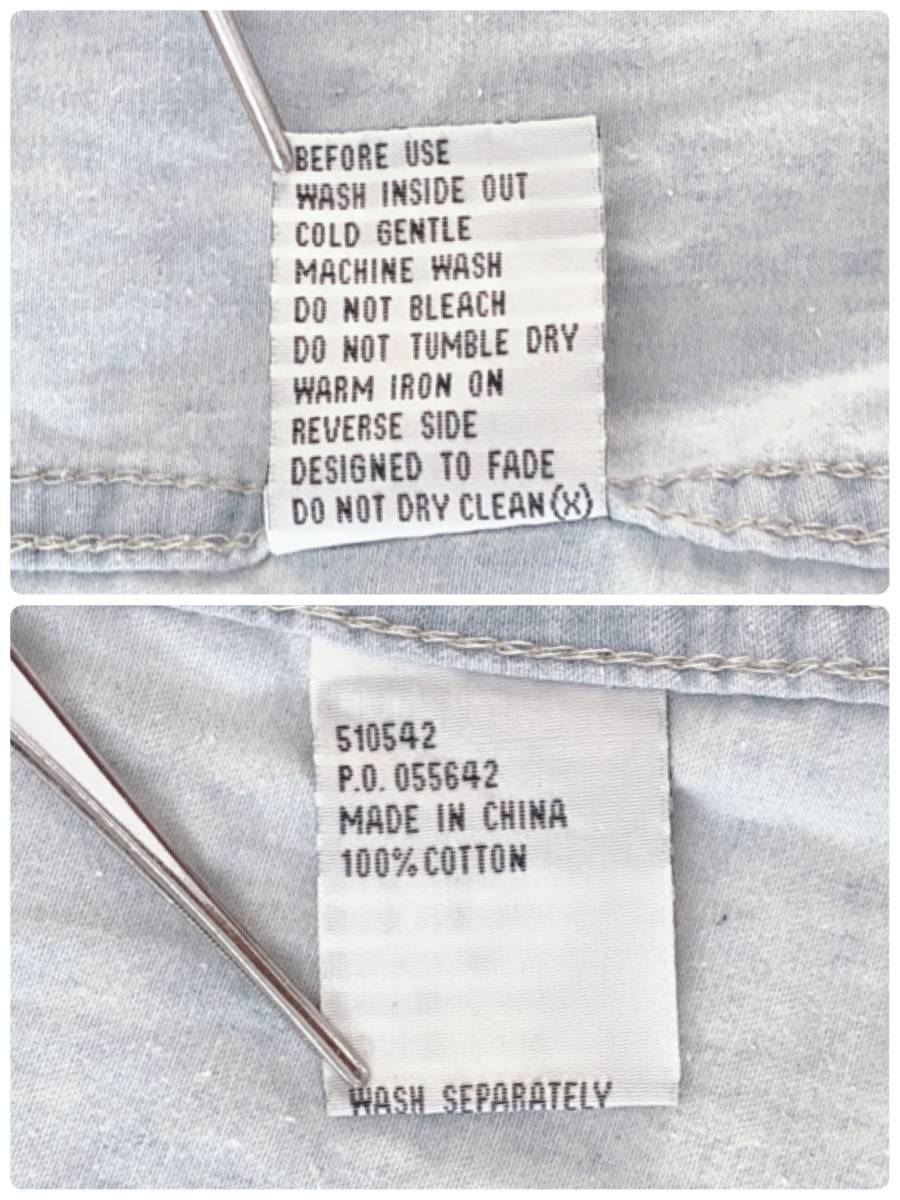 BEFORE USE
WASH INSIDE OUT
COLD GENTLE
MACHINE WASH
DO NOT BLEACH
DO NOT TUMBLE DRY
WARM IRON ON
REVERSE SIDE
DESIGNED TO FADE
DO NOT DRY CLEAN(X)
510542
P.O. 055642
MADE IN CHINA
100% COTTON
WASH SEPARATELY